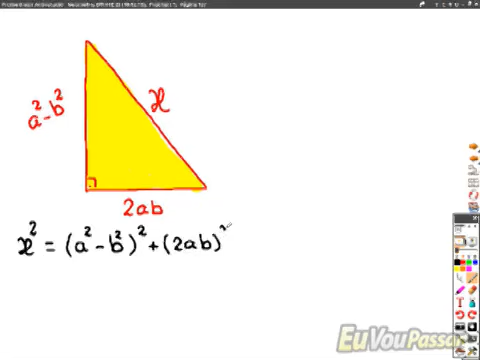 a²-b²
x
2ab
x² = (a² - b²)² + (2ab)²
EuVouPassar